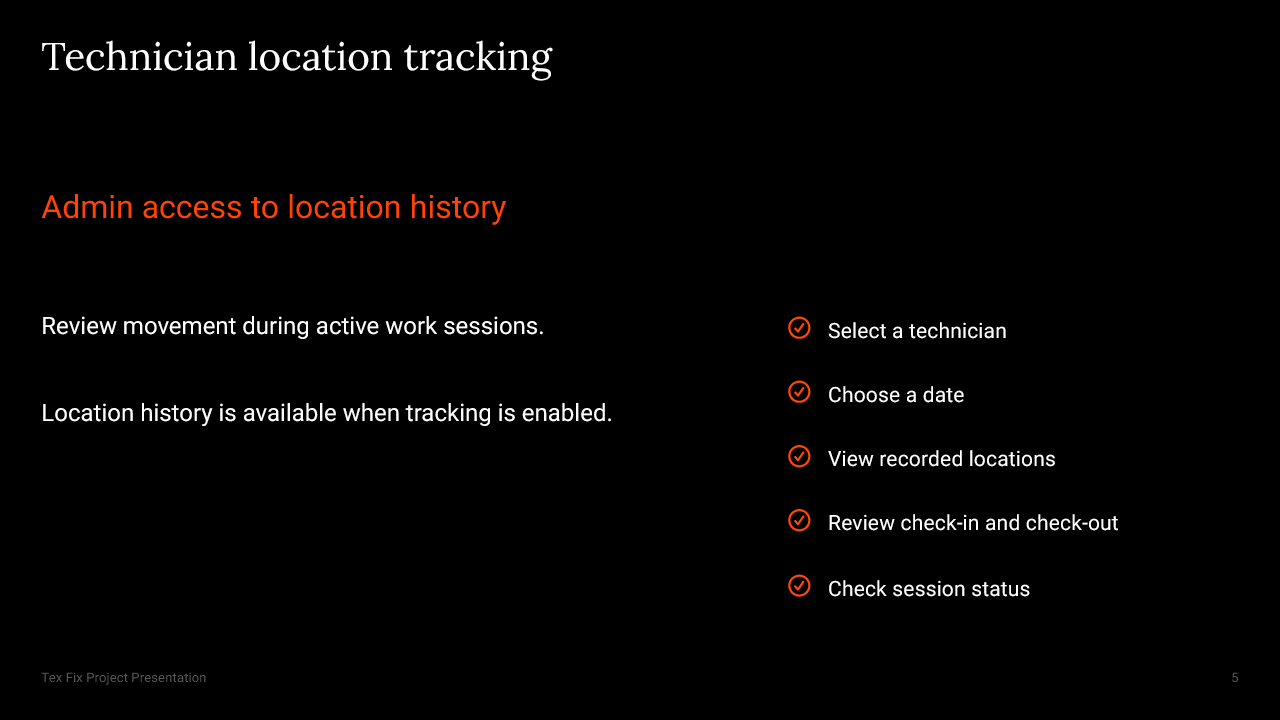 Technician location tracking
Admin access to location history
Review movement during active work sessions.
Location history is available when tracking is enabled.
Select a technician
Choose a date
View recorded locations
Review check-in and check-out
Check session status
Tex Fix Project Presentation
5